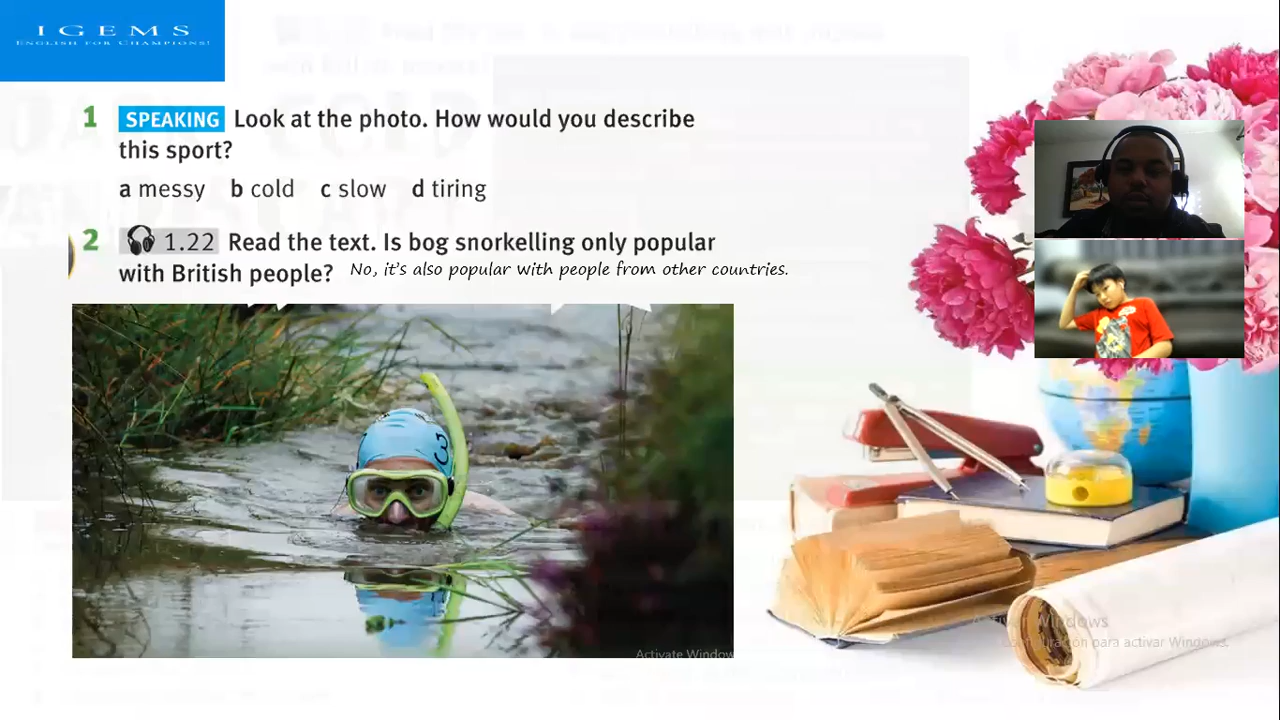 IGEMS
ENGLISH FOR CHAMPIONS!
1 SPEAKING Look at the photo. How would you describe
this sport?
a messy b cold c slow d tiring
2 1.22 Read the text. Is bog snorkelling only popular
with British people? No, it's also popular with people from other countries.
3
Activate Window
Windows
para activar Windows.